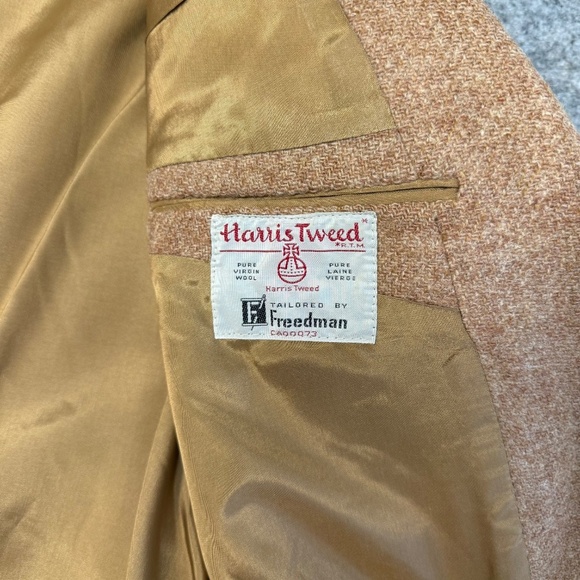 Harris Tweed M
*R.T.M.
PURE VIRGIN WOOL
PURE LAINE VIERGE
Harris Tweed
F TAILORED BY
Freedman
CA00073